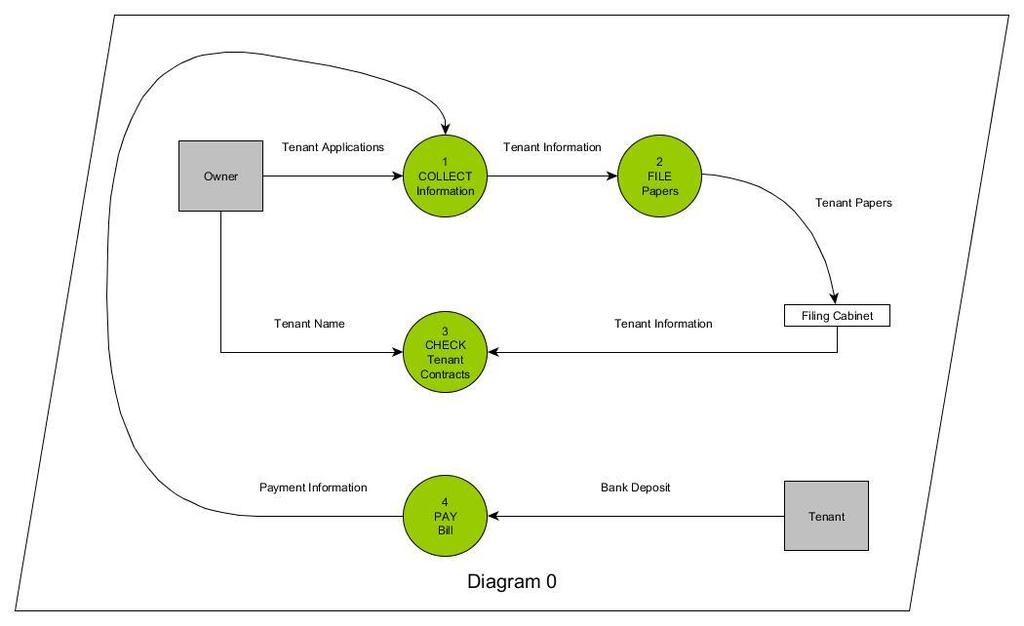 Tenant Applications
Tenant Information
Owner
1
COLLECT
Information
2
FILE
Papers
Tenant Papers
Filing Cabinet
Tenant Name
3
CHECK
Tenant
Contracts
Tenant Information
Payment Information
4
PAY
Bill
Bank Deposit
Tenant
Diagram 0